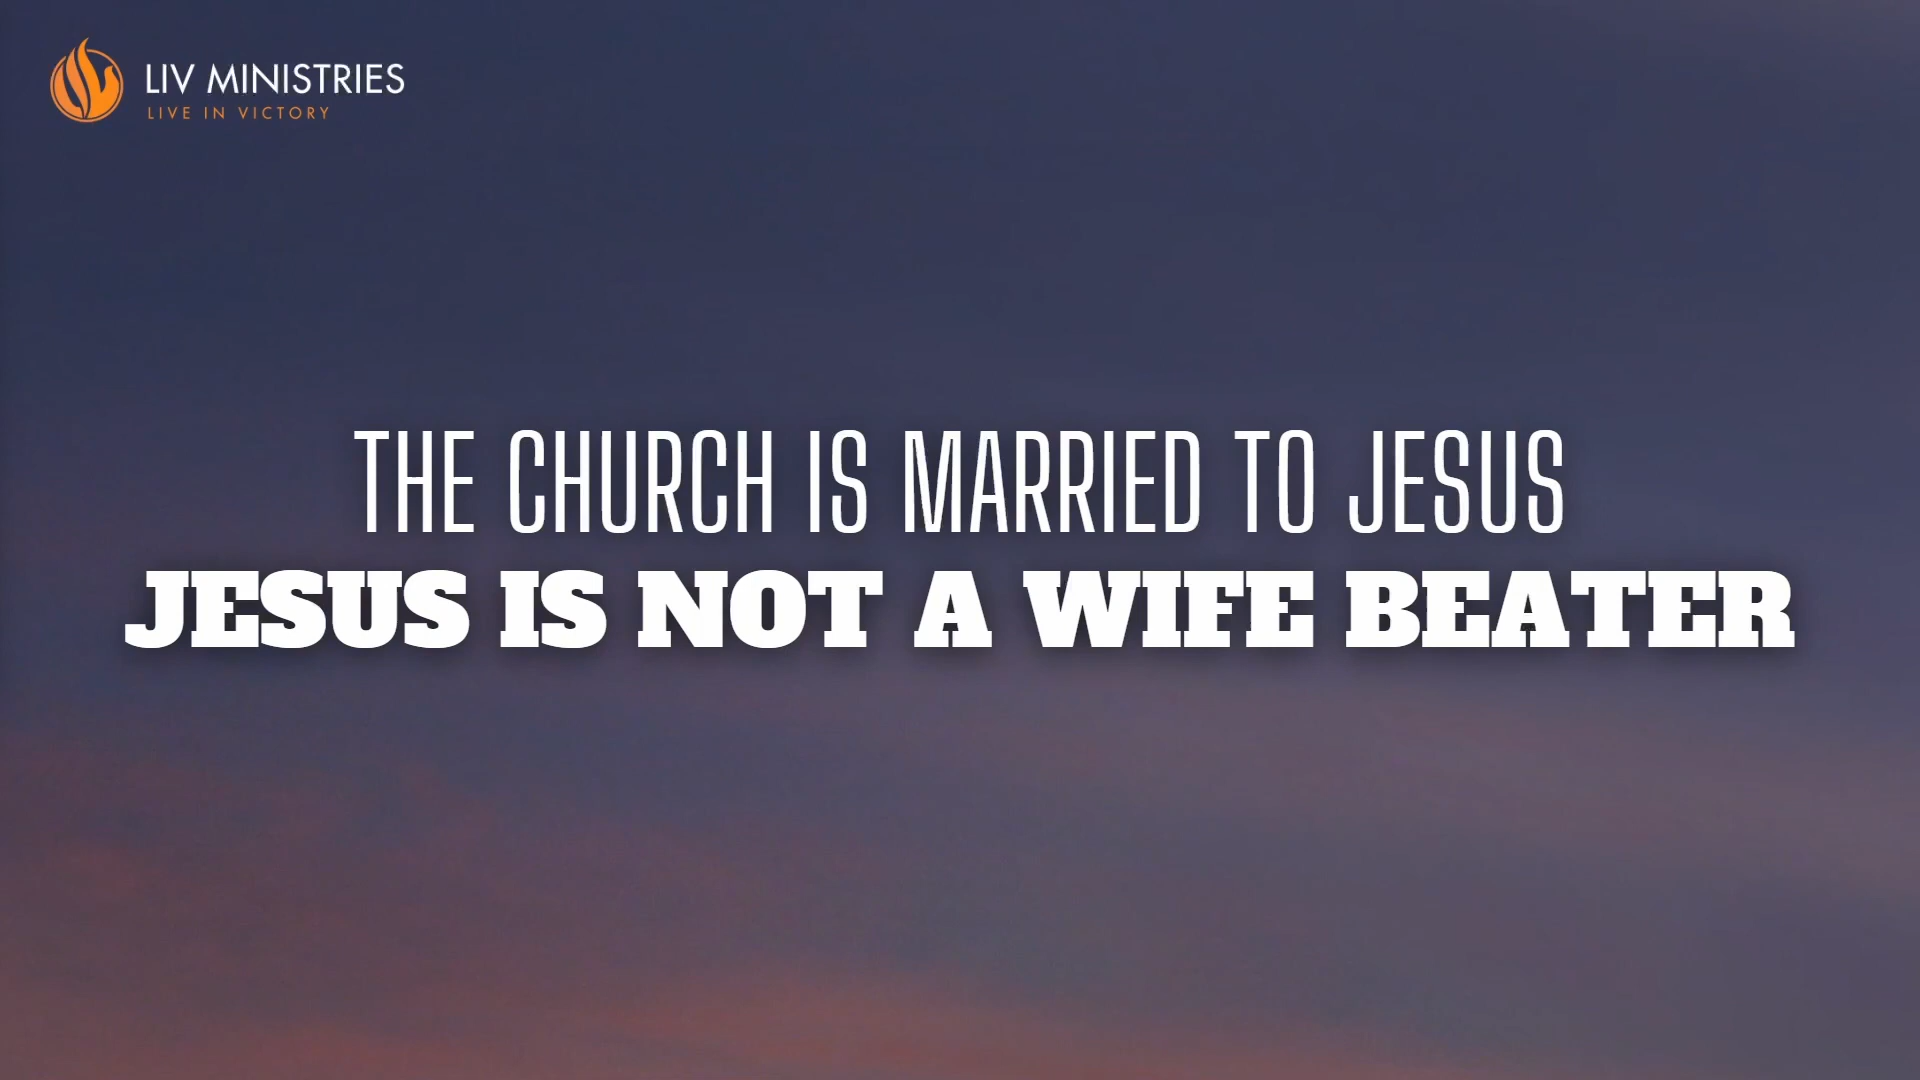 LIV MINISTRIES
LIVE IN VICTORY
THE CHURCH IS MARRIED TO JESUS
JESUS IS NOT A WIFE BEATER